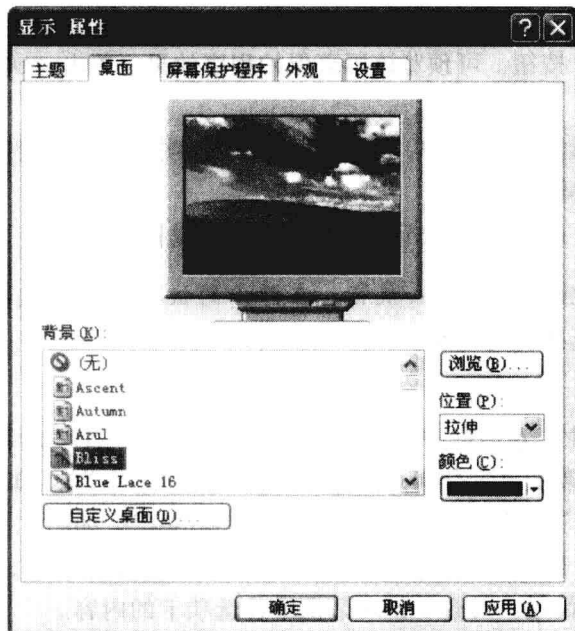 显示 属性
主题 桌面 屏幕保护程序 外观 设置
背景(K):
(无)
Ascent
Autumn
Azul
Bliss
Blue Lace 16
浏览(B)...
位置(P):
拉伸
颜色(C):
自定义桌面(D)...
确定 取消 应用(A)